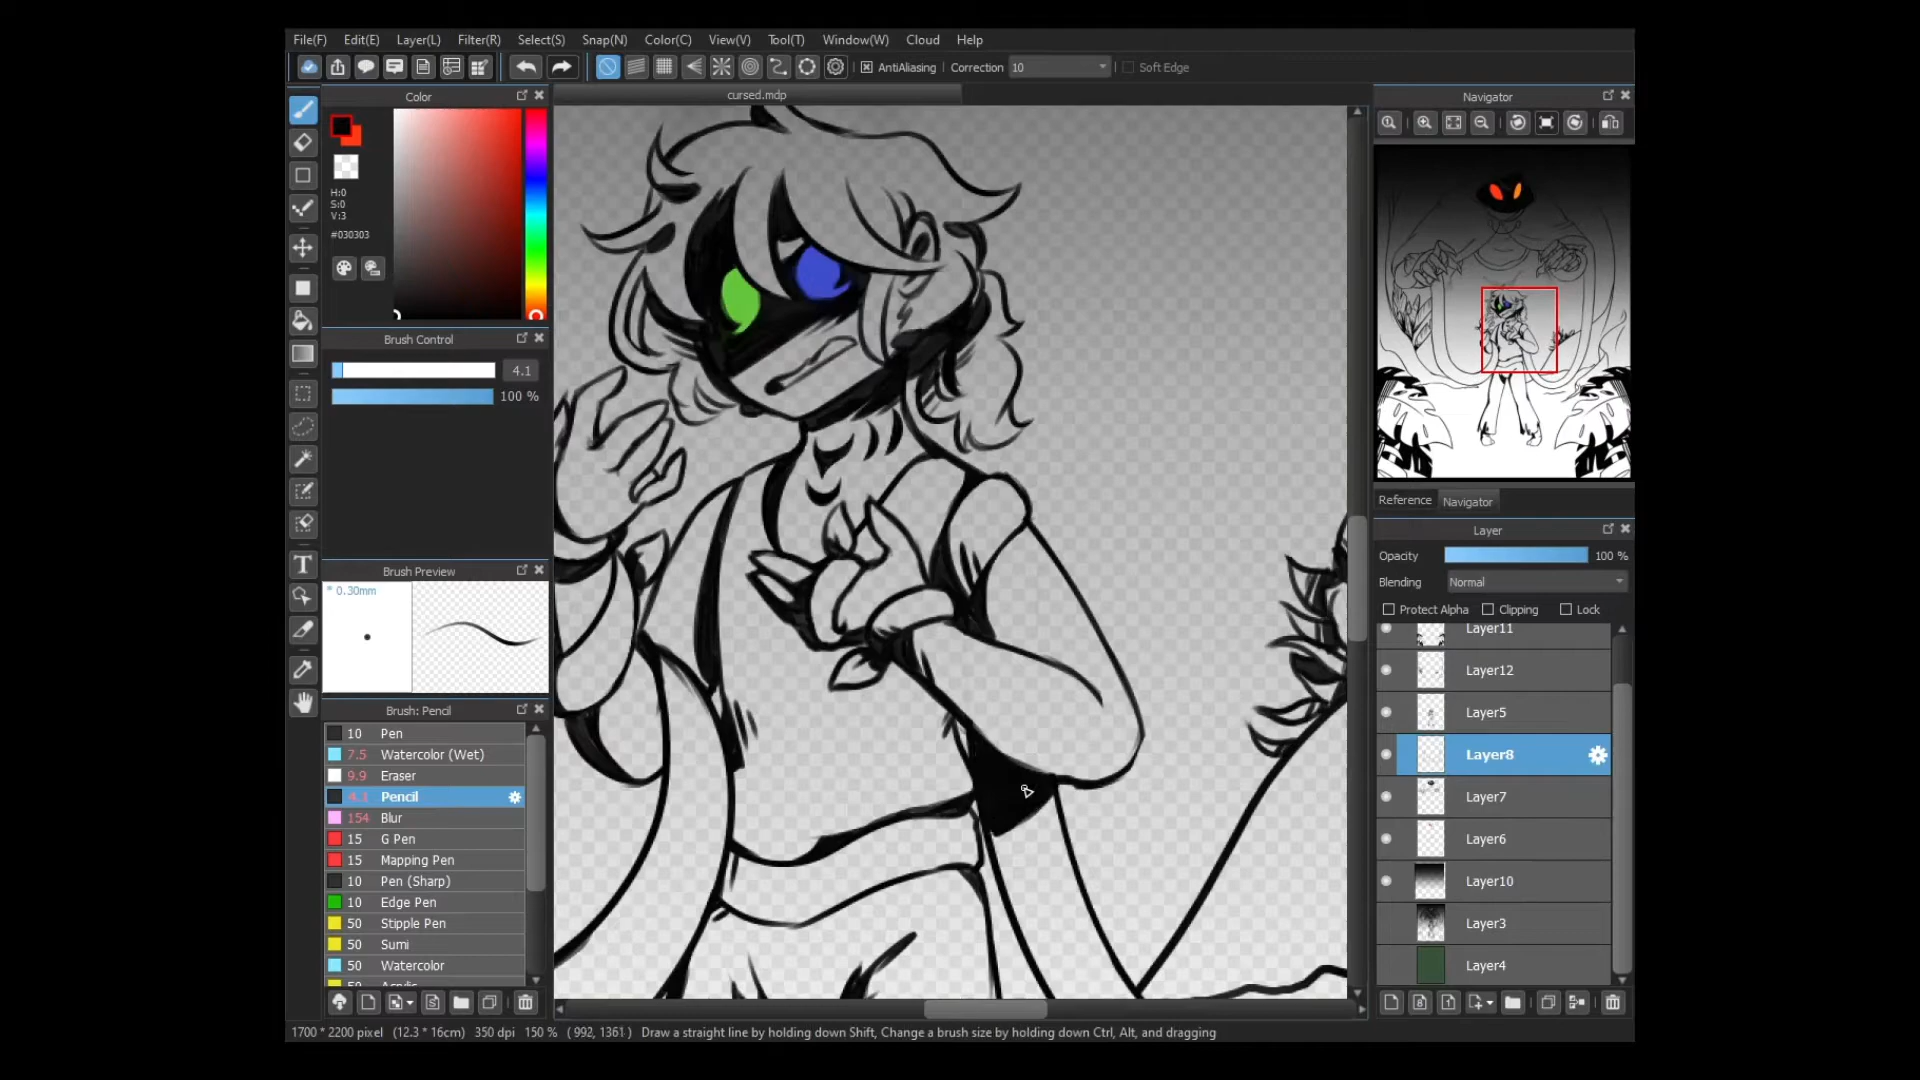 File(F) Edit(E) Layer(L) Filter(R) Select(S) Snap(N) Color(C) View(V) Tool(T) Window(W) Cloud Help
AntiAliasing Correction 10 Soft Edge
Color
cursed.mdp
Navigator
H:0
S:0
V:3
#030303
Brush Control
4.1
100 %
Brush Preview
* 0.30mm
Brush: Pencil
10 Pen
7.5 Watercolor (Wet)
9.9 Eraser
4.1 Pencil
154 Blur
15 G Pen
15 Mapping Pen
10 Pen (Sharp)
10 Edge Pen
50 Stipple Pen
50 Sumi
50 Watercolor
50 Acrylic
Reference Navigator
Layer
Opacity 100 %
Blending Normal
Protect Alpha Clipping Lock
Layer11
Layer12
Layer5
Layer8
Layer7
Layer6
Layer10
Layer3
Layer4
1700 * 2200 pixel (12.3 * 16cm) 350 dpi 150 % ( 992, 1361 ) Draw a straight line by holding down Shift, Change a brush size by holding down Ctrl, Alt, and dragging